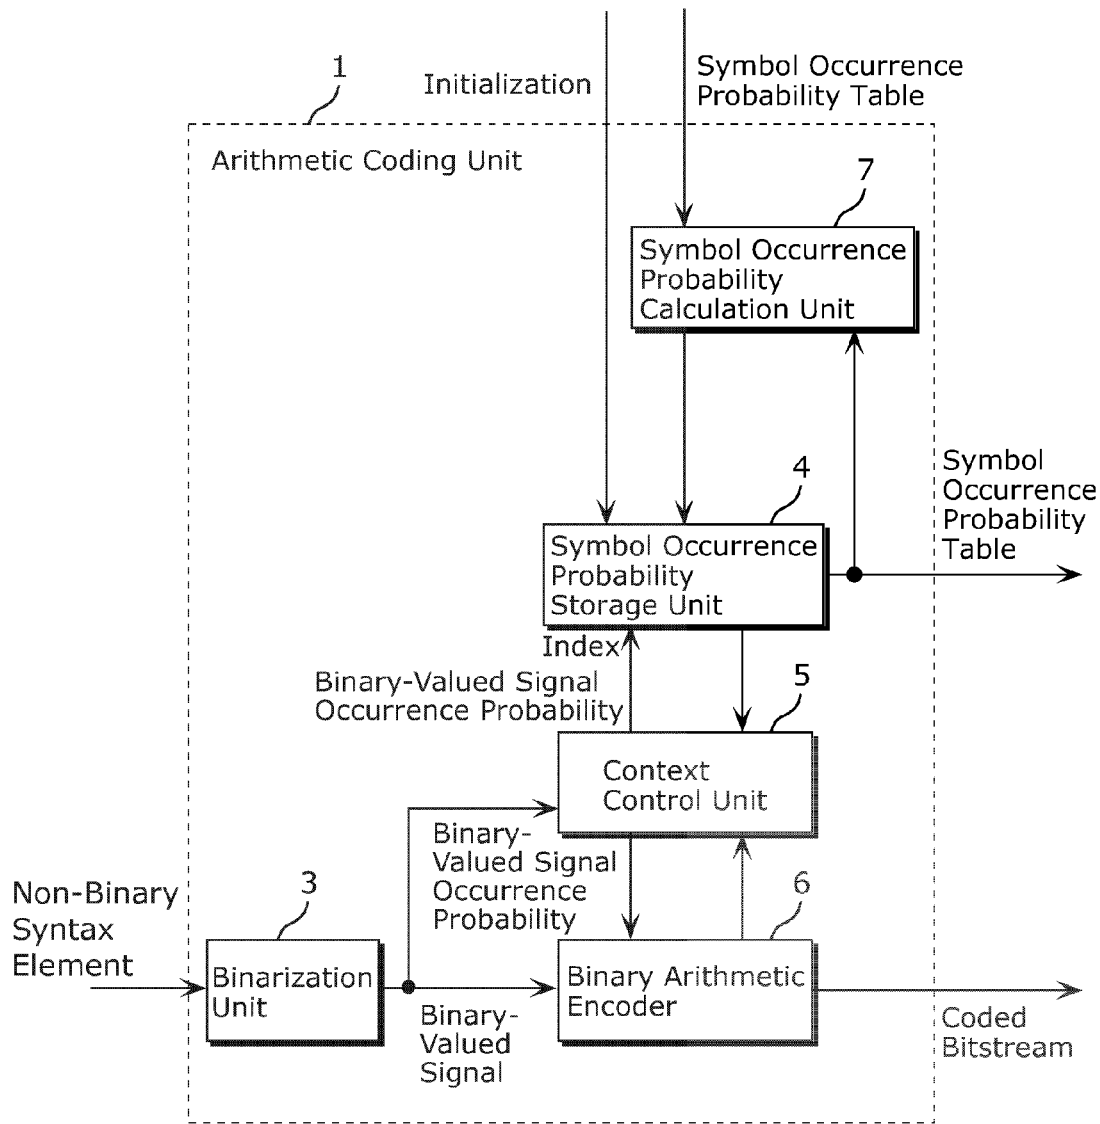 1
Initialization
Symbol Occurrence
Probability Table
Arithmetic Coding Unit
7
Symbol Occurrence
Probability
Calculation Unit
4
Symbol
Occurrence
Probability
Table
Symbol Occurrence
Probability
Storage Unit
Index
Binary-Valued Signal
Occurrence Probability
5
Context
Control Unit
Binary-
Valued Signal
Occurrence
Probability
3
6
Non-Binary
Syntax
Element
Binarization
Unit
Binary Arithmetic
Encoder
Binary-
Valued
Signal
Coded
Bitstream